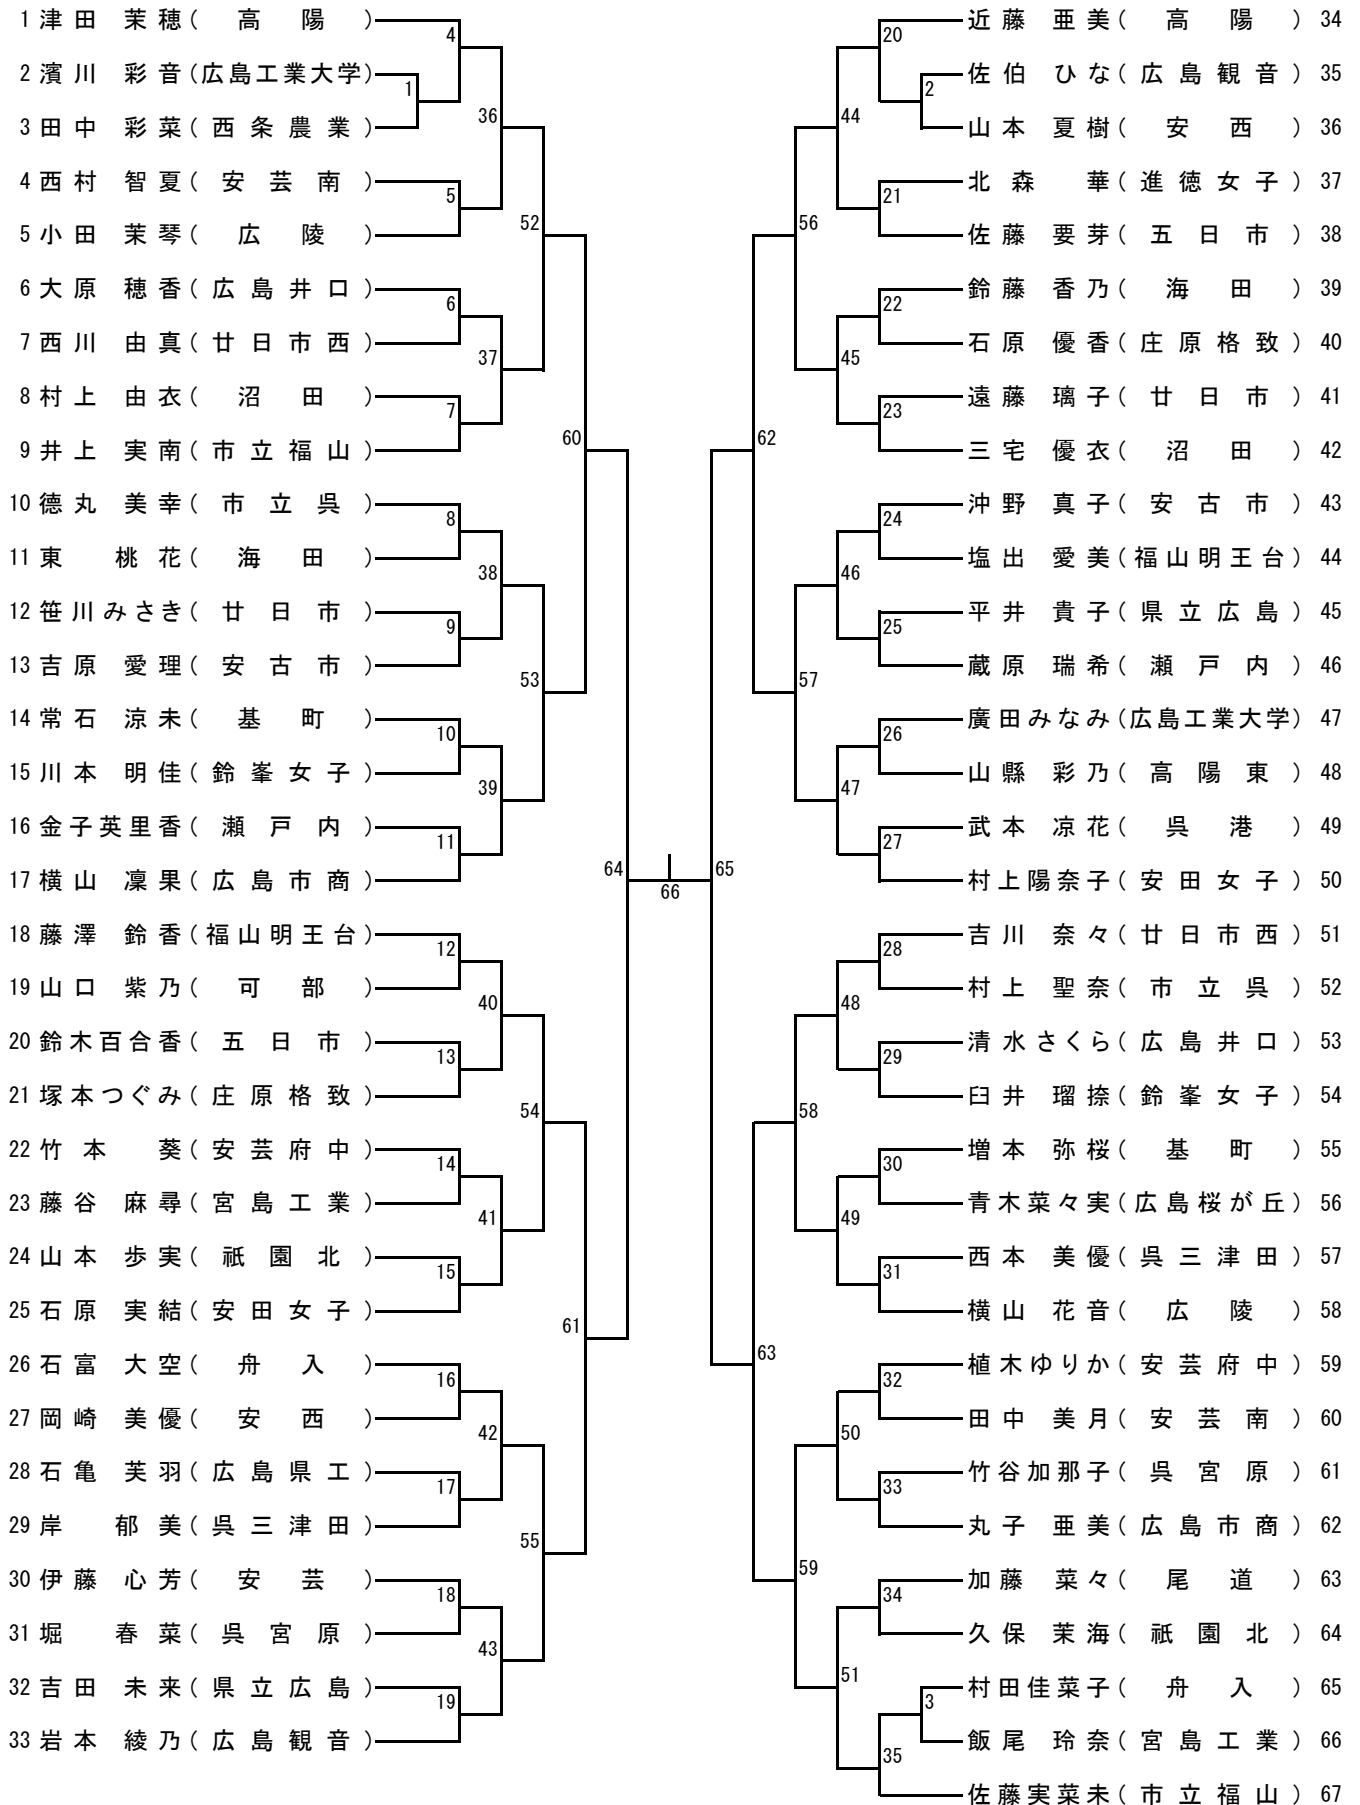 1 津田 茉穂 ( 高陽 )
2 濱川 彩音 (広島工業大学)
3 田中 彩菜 ( 西条農業 )
4 西村 智夏 ( 安芸南 )
5 小田 茉琴 ( 広陵 )
6 大原 穂香 ( 広島井口 )
7 西川 由真 ( 廿日市西 )
8 村上 由衣 ( 沼田 )
9 井上 実南 ( 市立福山 )
10 德丸 美幸 ( 市立呉 )
11 東 桃花 ( 海田 )
12 笹川みさき ( 廿日市 )
13 吉原 愛理 ( 安古市 )
14 常石 涼未 ( 基町 )
15 川本 明佳 ( 鈴峯女子 )
16 金子英里香 ( 瀬戸内 )
17 横山 凜果 ( 広島市商 )
18 藤澤 鈴香 (福山明王台)
19 山口 紫乃 ( 可部 )
20 鈴木百合香 ( 五日市 )
21 塚本つぐみ ( 庄原格致 )
22 竹本 葵 ( 安芸府中 )
23 藤谷 麻尋 ( 宮島工業 )
24 山本 歩実 ( 祇園北 )
25 石原 実結 ( 安田女子 )
26 石富 大空 ( 舟入 )
27 岡崎 美優 ( 安西 )
28 石亀 芙羽 ( 広島県工 )
29 岸 郁美 ( 呉三津田 )
30 伊藤 心芳 ( 安芸 )
31 堀 春菜 ( 呉宮原 )
32 吉田 未来 ( 県立広島 )
33 岩本 綾乃 ( 広島観音 )
1
4
5
6
7
8
9
10
11
12
13
14
15
16
17
18
19
36
37
38
39
40
41
42
43
52
53
54
55
60
61
64
66
65
62
63
56
57
58
59
44
45
46
47
48
49
50
51
20
21
22
23
24
25
26
27
28
29
30
31
32
33
34
35
2
3
近藤 亜美 ( 高陽 ) 34
佐伯 ひな ( 広島観音 ) 35
山本 夏樹 ( 安西 ) 36
北森 華 ( 進徳女子 ) 37
佐藤 要芽 ( 五日市 ) 38
鈴藤 香乃 ( 海田 ) 39
石原 優香 ( 庄原格致 ) 40
遠藤 璃子 ( 廿日市 ) 41
三宅 優衣 ( 沼田 ) 42
沖野 真子 ( 安古市 ) 43
塩出 愛美 (福山明王台) 44
平井 貴子 ( 県立広島 ) 45
蔵原 瑞希 ( 瀬戸内 ) 46
廣田みなみ (広島工業大学) 47
山縣 彩乃 ( 高陽東 ) 48
武本 凉花 ( 呉港 ) 49
村上陽奈子 ( 安田女子 ) 50
吉川 奈々 ( 廿日市西 ) 51
村上 聖奈 ( 市立呉 ) 52
清水さくら ( 広島井口 ) 53
臼井 瑠捺 ( 鈴峯女子 ) 54
増本 弥桜 ( 基町 ) 55
青木菜々実 (広島桜が丘) 56
西本 美優 ( 呉三津田 ) 57
横山 花音 ( 広陵 ) 58
植木ゆりか ( 安芸府中 ) 59
田中 美月 ( 安芸南 ) 60
竹谷加那子 ( 呉宮原 ) 61
丸子 亜美 ( 広島市商 ) 62
加藤 菜々 ( 尾道 ) 63
久保 茉海 ( 祇園北 ) 64
村田佳菜子 ( 舟入 ) 65
飯尾 玲奈 ( 宮島工業 ) 66
佐藤実菜未 ( 市立福山 ) 67